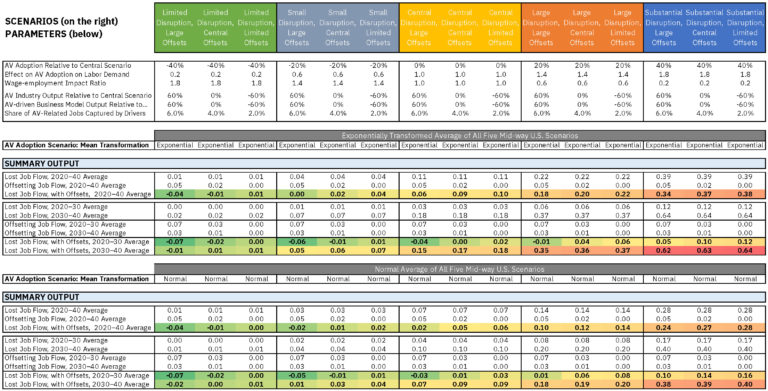 SCENARIOS (on the right)
PARAMETERS (below)
Limited Disruption, Large Offsets
Limited Disruption, Central Offsets
Limited Disruption, Limited Offsets
Small Disruption, Large Offsets
Small Disruption, Central Offsets
Small Disruption, Limited Offsets
Central Disruption, Large Offsets
Central Disruption, Central Offsets
Central Disruption, Limited Offsets
Large Disruption, Large Offsets
Large Disruption, Central Offsets
Large Disruption, Limited Offsets
Substantial Disruption, Large Offsets
Substantial Disruption, Central Offsets
Substantial Disruption, Limited Offsets
AV Adoption Relative to Central Scenario -40% -40% -40% -20% -20% -20% 0% 0% 0% 20% 20% 20% 40% 40% 40%
Effect on AV Adoption on Labor Demand 0.2 0.2 0.2 0.6 0.6 0.6 1.0 1.0 1.0 1.4 1.4 1.4 1.8 1.8 1.8
Wage-employment Impact Ratio 1.8 1.8 1.8 1.4 1.4 1.4 1.0 1.0 1.0 0.6 0.6 0.6 0.2 0.2 0.2
AV Industry Output Relative to Central Scenario 60% 0% -60% 60% 0% -60% 60% 0% -60% 60% 0% -60% 60% 0% -60%
AV-driven Business Model Output Relative to... 60% 0% -60% 60% 0% -60% 60% 0% -60% 60% 0% -60% 60% 0% -60%
Share of AV-Related Jobs Captured by Drivers 6.0% 4.0% 2.0% 6.0% 4.0% 2.0% 6.0% 4.0% 2.0% 6.0% 4.0% 2.0% 6.0% 4.0% 2.0%
Exponentially Transformed Average of All Five Mid-way U.S. Scenarios
AV Adoption Scenario: Mean Transformation Exponential Exponential Exponential Exponential Exponential Exponential Exponential Exponential Exponential Exponential Exponential Exponential Exponential Exponential Exponential
SUMMARY OUTPUT
Lost Job Flow, 2020–40 Average 0.01 0.01 0.01 0.04 0.04 0.04 0.11 0.11 0.11 0.22 0.22 0.22 0.39 0.39 0.39
Offsetting Job Flow, 2020–40 Average 0.05 0.02 0.00 0.05 0.02 0.00 0.05 0.02 0.00 0.05 0.02 0.00 0.05 0.02 0.00
Lost Job Flow, with Offsets, 2020–40 Average -0.04 -0.01 0.01 0.00 0.02 0.04 0.06 0.09 0.10 0.18 0.20 0.22 0.34 0.37 0.38
Lost Job Flow, 2020–30 Average 0.00 0.00 0.00 0.01 0.01 0.01 0.03 0.03 0.03 0.06 0.06 0.06 0.12 0.12 0.12
Lost Job Flow, 2030–40 Average 0.02 0.02 0.02 0.07 0.07 0.07 0.18 0.18 0.18 0.37 0.37 0.37 0.64 0.64 0.64
Offsetting Job Flow, 2020–30 Average 0.07 0.03 0.00 0.07 0.03 0.00 0.07 0.03 0.00 0.07 0.03 0.00 0.07 0.03 0.00
Offsetting Job Flow, 2030–40 Average 0.03 0.01 0.00 0.03 0.01 0.00 0.03 0.01 0.00 0.03 0.01 0.00 0.03 0.01 0.00
Lost Job Flow, with Offsets, 2020–30 Average -0.07 -0.02 0.00 -0.06 -0.01 0.01 -0.04 0.00 0.02 -0.01 0.04 0.06 0.05 0.10 0.12
Lost Job Flow, with Offsets, 2030–40 Average -0.01 0.01 0.01 0.05 0.06 0.07 0.15 0.17 0.18 0.35 0.36 0.37 0.62 0.63 0.64
Normal Average of All Five Mid-way U.S. Scenarios
AV Adoption Scenario: Mean Transformation Normal Normal Normal Normal Normal Normal Normal Normal Normal Normal Normal Normal Normal Normal Normal
SUMMARY OUTPUT
Lost Job Flow, 2020–40 Average 0.01 0.01 0.01 0.03 0.03 0.03 0.07 0.07 0.07 0.14 0.14 0.14 0.28 0.28 0.28
Offsetting Job Flow, 2020–40 Average 0.05 0.02 0.00 0.05 0.02 0.00 0.05 0.02 0.00 0.05 0.02 0.00 0.05 0.02 0.00
Lost Job Flow, with Offsets, 2020–40 Average -0.04 -0.01 0.00 -0.02 0.01 0.02 0.02 0.05 0.06 0.10 0.12 0.14 0.24 0.27 0.28
Lost Job Flow, 2020–30 Average 0.00 0.00 0.00 0.02 0.02 0.02 0.04 0.04 0.04 0.08 0.08 0.08 0.17 0.17 0.17
Lost Job Flow, 2030–40 Average 0.01 0.01 0.01 0.04 0.04 0.04 0.10 0.10 0.10 0.20 0.20 0.20 0.40 0.40 0.40
Offsetting Job Flow, 2020–30 Average 0.07 0.03 0.00 0.07 0.03 0.00 0.07 0.03 0.00 0.07 0.03 0.00 0.07 0.03 0.00
Offsetting Job Flow, 2030–40 Average 0.03 0.01 0.00 0.03 0.01 0.00 0.03 0.01 0.00 0.03 0.01 0.00 0.03 0.01 0.00
Lost Job Flow, with Offsets, 2020–30 Average -0.07 -0.02 0.00 -0.05 -0.01 0.01 -0.03 0.01 0.03 0.01 0.06 0.08 0.10 0.14 0.16
Lost Job Flow, with Offsets, 2030–40 Average -0.02 0.00 0.01 0.01 0.03 0.04 0.07 0.09 0.09 0.18 0.19 0.20 0.38 0.39 0.40